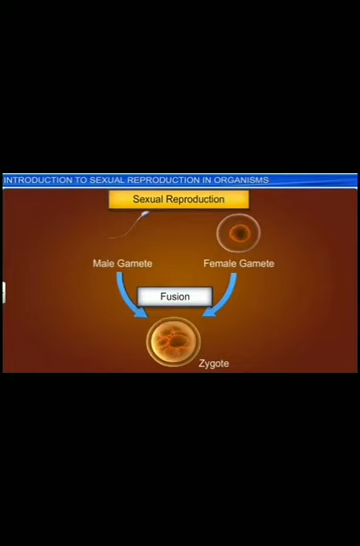 INTRODUCTION TO SEXUAL REPRODUCTION IN ORGANISMS
Sexual Reproduction
Male Gamete Female Gamete
Fusion
Zygote